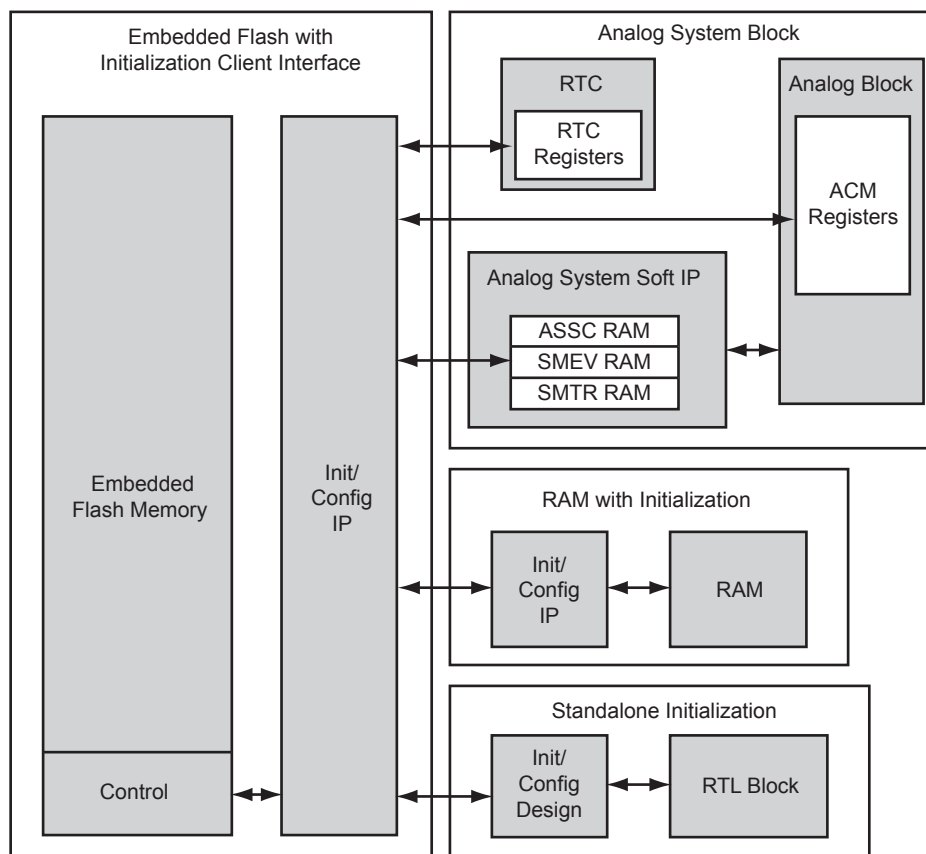 Embedded Flash with
Initialization Client Interface
Embedded
Flash Memory
Control
Init/
Config
IP
Analog System Block
RTC
RTC
Registers
Analog Block
ACM
Registers
Analog System Soft IP
ASSC RAM
SMEV RAM
SMTR RAM
RAM with Initialization
Init/
Config
IP
RAM
Standalone Initialization
Init/
Config
Design
RTL Block